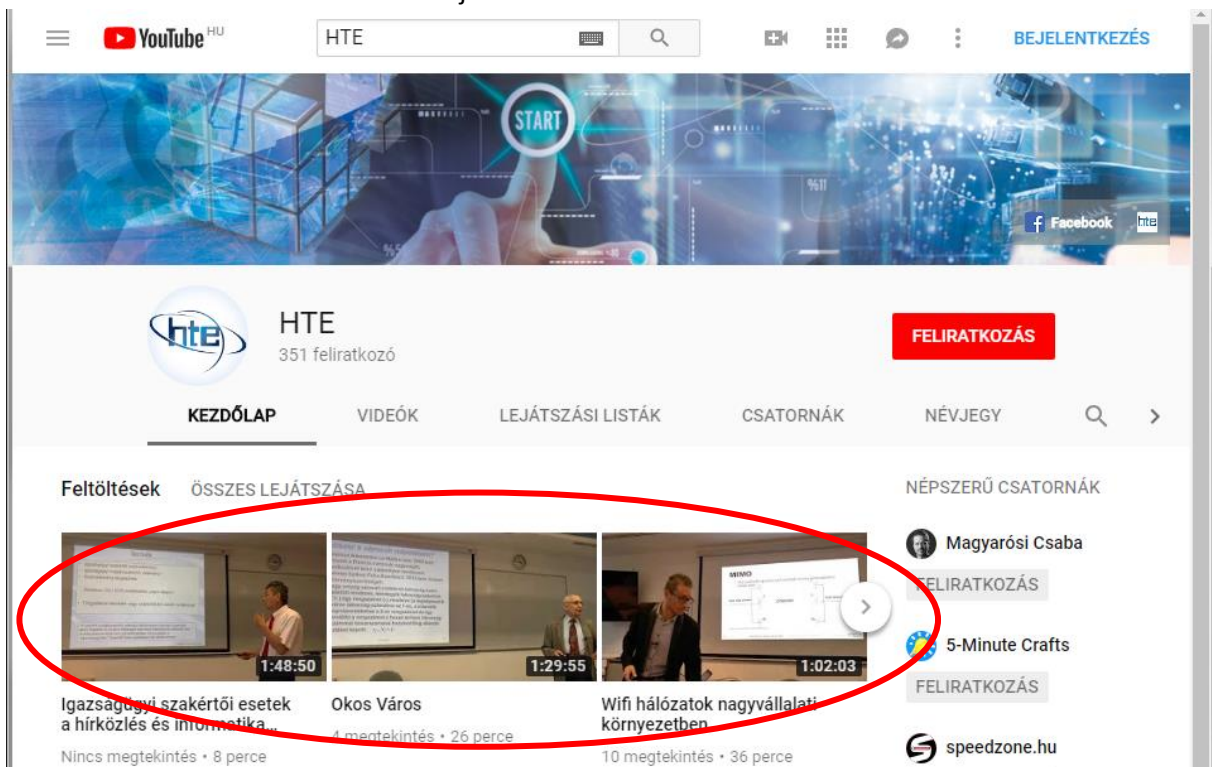 YouTube HU
HTE
BEJELENTKEZÉS
START
%11
Facebook
hte
hte
HTE
351 feliratkozó
FELIRATKOZÁS
KEZDŐLAP VIDEÓK LEJÁTSZÁSI LISTÁK CSATORNÁK NÉVJEGY
Feltöltések ÖSSZES LEJÁTSZÁSA
NÉPSZERŰ CSATORNÁK
MIMO
1:48:50
1:29:55
1:02:03
Igazságügyi szakértői esetek
a hírközlés és informatika...
Nincs megtekintés • 8 perce
Okos Város
4 megtekintés • 26 perce
Wifi hálózatok nagyvállalati
környezetben
10 megtekintés • 36 perce
Magyarósi Csaba
FELIRATKOZÁS
5-Minute Crafts
FELIRATKOZÁS
speedzone.hu